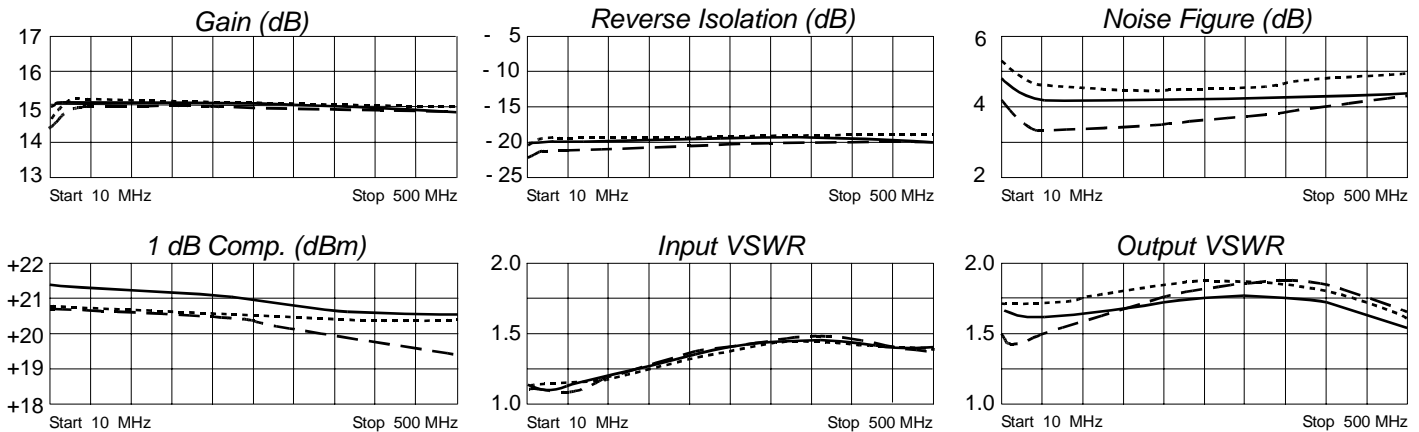 Gain (dB)
17
16
15
14
13
Start 10 MHz
Stop 500 MHz
Reverse Isolation (dB)
- 5
- 10
- 15
- 20
- 25
Start 10 MHz
Stop 500 MHz
Noise Figure (dB)
6
4
2
Start 10 MHz
Stop 500 MHz
1 dB Comp. (dBm)
+22
+21
+20
+19
+18
Start 10 MHz
Stop 500 MHz
Input VSWR
2.0
1.5
1.0
Start 10 MHz
Stop 500 MHz
Output VSWR
2.0
1.5
1.0
Start 10 MHz
Stop 500 MHz